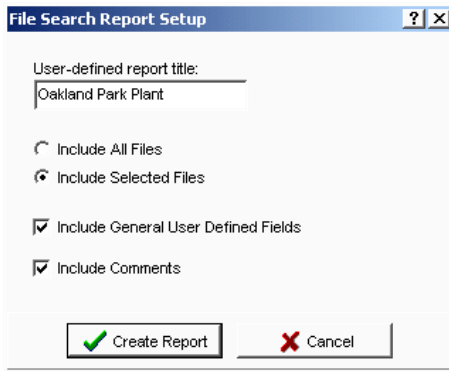 File Search Report Setup
User-defined report title:
Oakland Park Plant
Include All Files
Include Selected Files
Include General User Defined Fields
Include Comments
Create Report Cancel